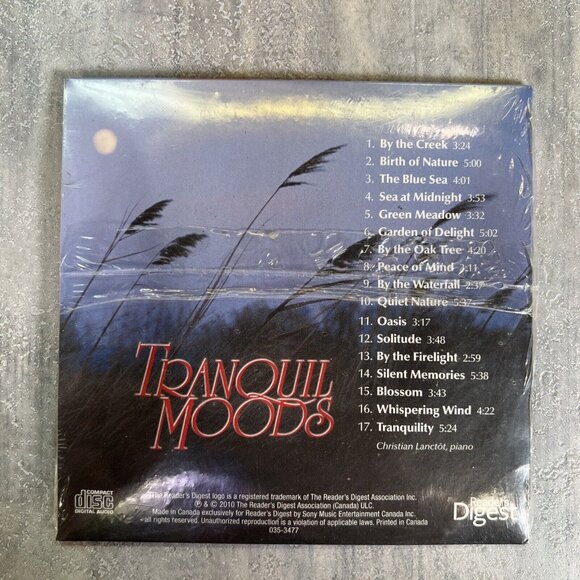 1. By the Creek 3:24
2. Birth of Nature 5:00
3. The Blue Sea 4:01
4. Sea at Midnight 3:53
5. Green Meadow 3:32
6. Garden of Delight 5:02
7. By the Oak Tree 4:20
8. Peace of Mind 3:11
9. By the Waterfall 2:37
10. Quiet Nature 5:37
11. Oasis 3:17
12. Solitude 3:48
13. By the Firelight 2:59
14. Silent Memories 5:38
15. Blossom 3:43
16. Whispering Wind 4:22
17. Tranquility 5:24
Christian Lanctôt, piano
TRANQUIL
MOODS
COMPACT
disc
DIGITAL AUDIO
The Reader's Digest logo is a registered trademark of The Reader's Digest Association Inc.
℗ & © 2010 The Reader's Digest Association (Canada) ULC.
Made in Canada exclusively for Reader's Digest by Sony Music Entertainment Canada Inc.
all rights reserved. Unauthorized reproduction is a violation of applicable laws. Printed in Canada
035-3477
Reader's
Digest